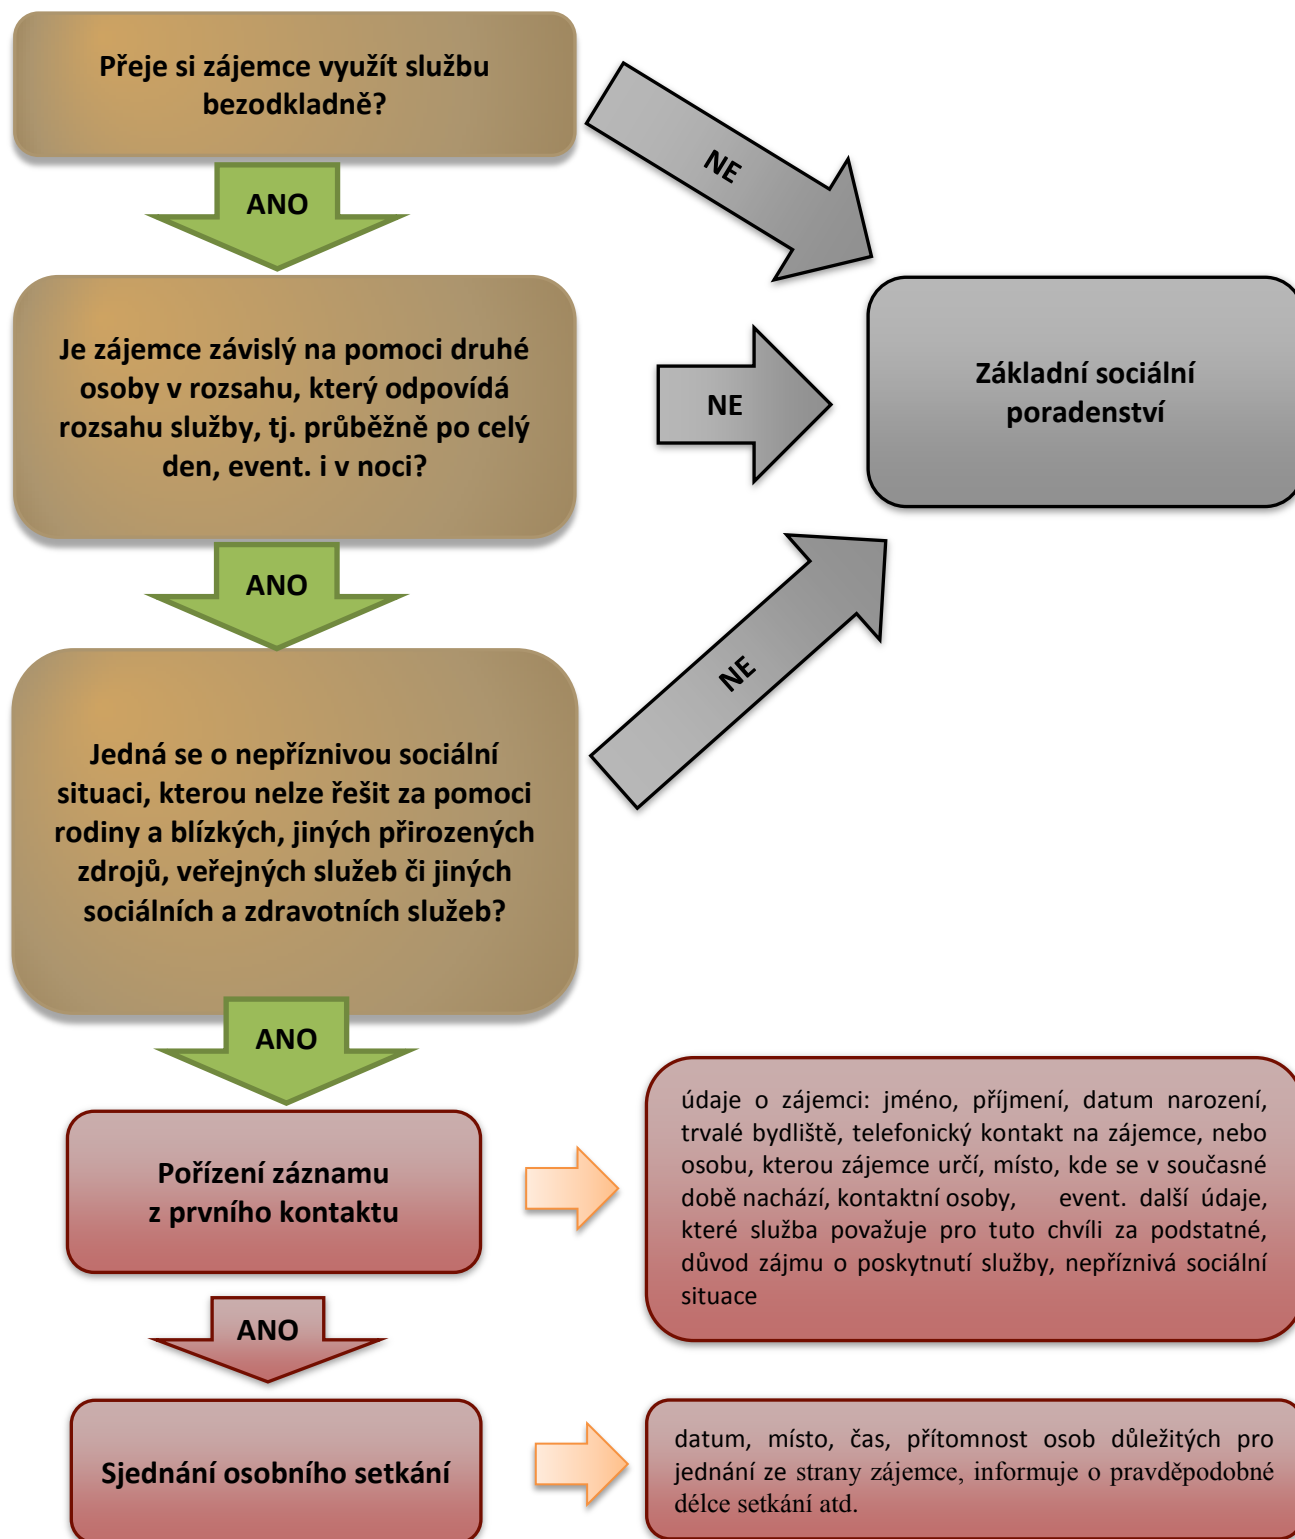 Přeje si zájemce využít službu
bezodkladně?
NE
ANO
Je zájemce závislý na pomoci druhé
osoby v rozsahu, který odpovídá
rozsahu služby, tj. průběžně po celý
den, event. i v noci?
NE
Základní sociální
poradenství
ANO
NE
Jedná se o nepříznivou sociální
situaci, kterou nelze řešit za pomoci
rodiny a blízkých, jiných přirozených
zdrojů, veřejných služeb či jiných
sociálních a zdravotních služeb?
ANO
Pořízení záznamu
z prvního kontaktu
údaje o zájemci: jméno, příjmení, datum narození,
trvalé bydliště, telefonický kontakt na zájemce, nebo
osobu, kterou zájemce určí, místo, kde se v současné
době nachází, kontaktní osoby, event. další údaje,
které služba považuje pro tuto chvíli za podstatné,
důvod zájmu o poskytnutí služby, nepříznivá sociální
situace
ANO
Sjednání osobního setkání
datum, místo, čas, přítomnost osob důležitých pro
jednání ze strany zájemce, informuje o pravděpodobné
délce setkání atd.